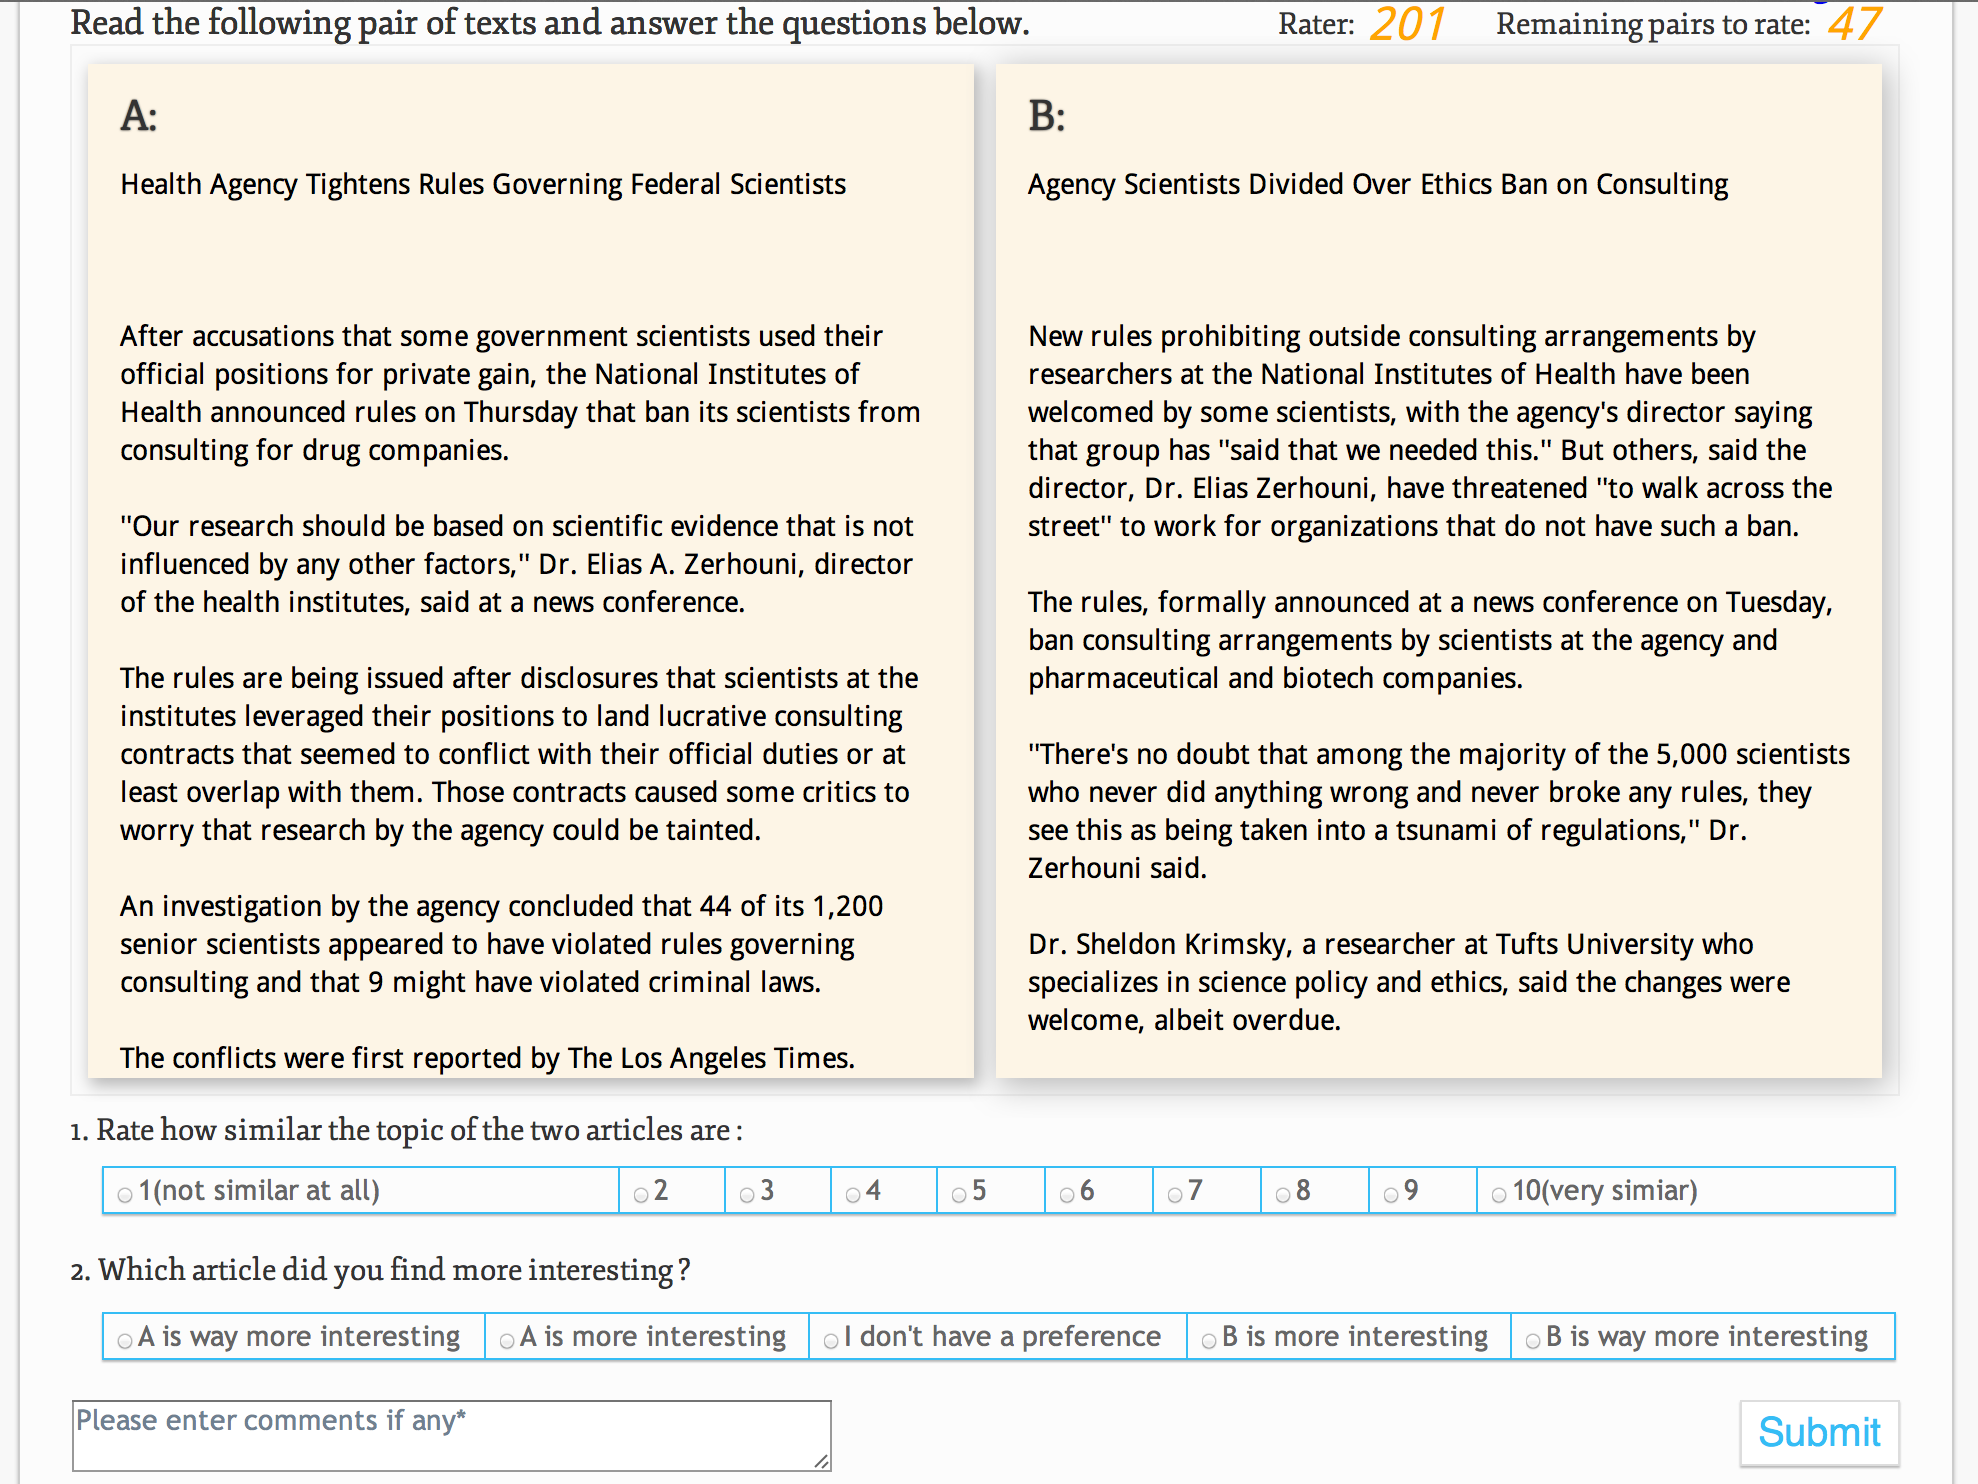 Read the following pair of texts and answer the questions below.
Rater: 201 Remaining pairs to rate: 47
A:
Health Agency Tightens Rules Governing Federal Scientists
After accusations that some government scientists used their
official positions for private gain, the National Institutes of
Health announced rules on Thursday that ban its scientists from
consulting for drug companies.
"Our research should be based on scientific evidence that is not
influenced by any other factors," Dr. Elias A. Zerhouni, director
of the health institutes, said at a news conference.
The rules are being issued after disclosures that scientists at the
institutes leveraged their positions to land lucrative consulting
contracts that seemed to conflict with their official duties or at
least overlap with them. Those contracts caused some critics to
worry that research by the agency could be tainted.
An investigation by the agency concluded that 44 of its 1,200
senior scientists appeared to have violated rules governing
consulting and that 9 might have violated criminal laws.
The conflicts were first reported by The Los Angeles Times.
B:
Agency Scientists Divided Over Ethics Ban on Consulting
New rules prohibiting outside consulting arrangements by
researchers at the National Institutes of Health have been
welcomed by some scientists, with the agency's director saying
that group has "said that we needed this." But others, said the
director, Dr. Elias Zerhouni, have threatened "to walk across the
street" to work for organizations that do not have such a ban.
The rules, formally announced at a news conference on Tuesday,
ban consulting arrangements by scientists at the agency and
pharmaceutical and biotech companies.
"There's no doubt that among the majority of the 5,000 scientists
who never did anything wrong and never broke any rules, they
see this as being taken into a tsunami of regulations," Dr.
Zerhouni said.
Dr. Sheldon Krimsky, a researcher at Tufts University who
specializes in science policy and ethics, said the changes were
welcome, albeit overdue.
1. Rate how similar the topic of the two articles are :
1(not similar at all) 2 3 4 5 6 7 8 9 10(very simiar)
2. Which article did you find more interesting?
A is way more interesting A is more interesting I don't have a preference B is more interesting B is way more interesting
Please enter comments if any*
Submit